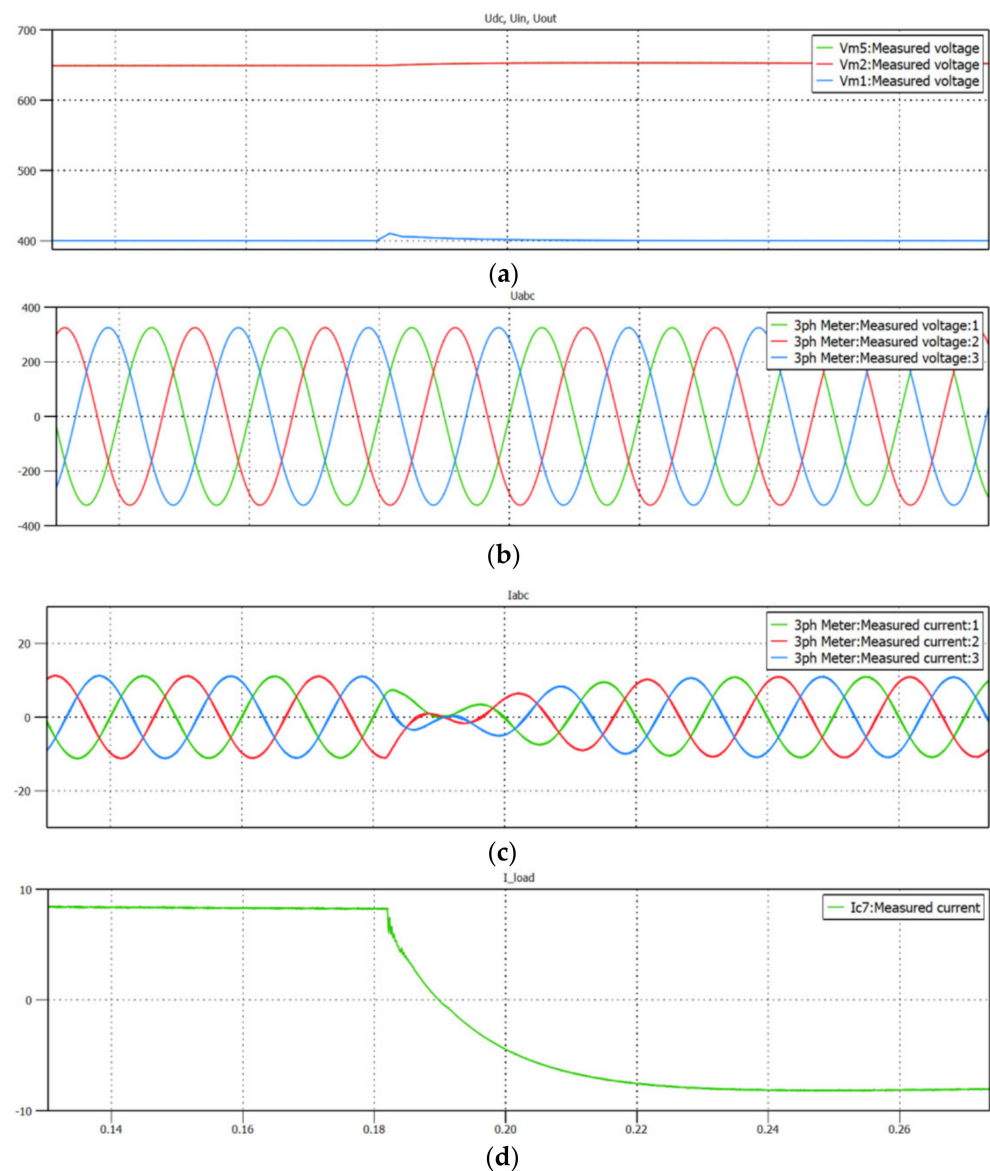 Udc, Uin, Uout
700
600
500
400
Vm5:Measured voltage
Vm2:Measured voltage
Vm1:Measured voltage
(a)
Uabc
400
200
0
-200
-400
3ph Meter:Measured voltage:1
3ph Meter:Measured voltage:2
3ph Meter:Measured voltage:3
(b)
Iabc
20
0
-20
3ph Meter:Measured current:1
3ph Meter:Measured current:2
3ph Meter:Measured current:3
(c)
I_load
10
0
-10
Ic7:Measured current
0.14 0.16 0.18 0.20 0.22 0.24 0.26
(d)